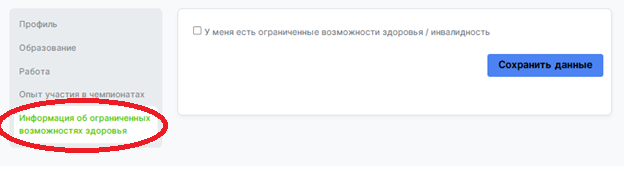 Профиль
Образование
Работа
Опыт участия в чемпионатах
Информация об ограниченных
возможностях здоровья
У меня есть ограниченные возможности здоровья / инвалидность
Сохранить данные